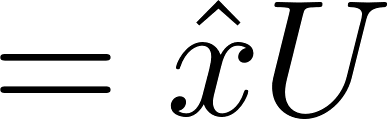 = x̂U